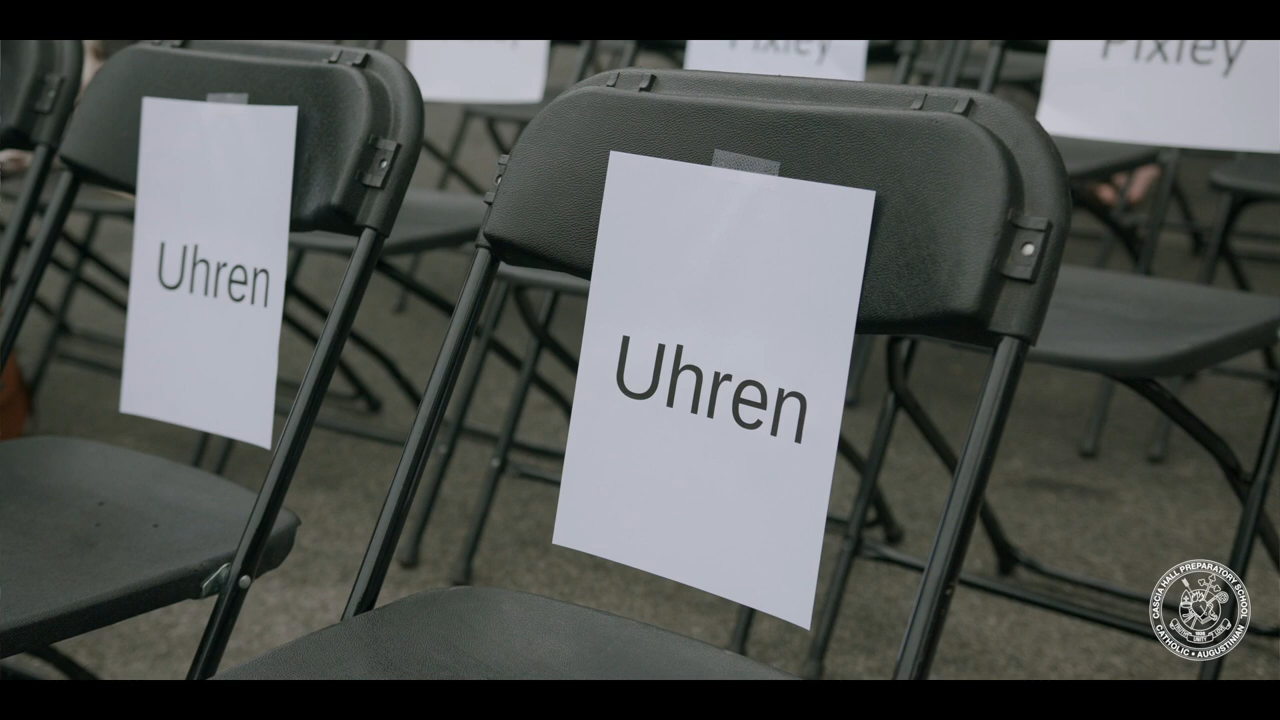 Pixley
Pixley
Uhren
Uhren
CASCIA HALL PREPARATORY SCHOOL
CATHOLIC • AUGUSTINIAN